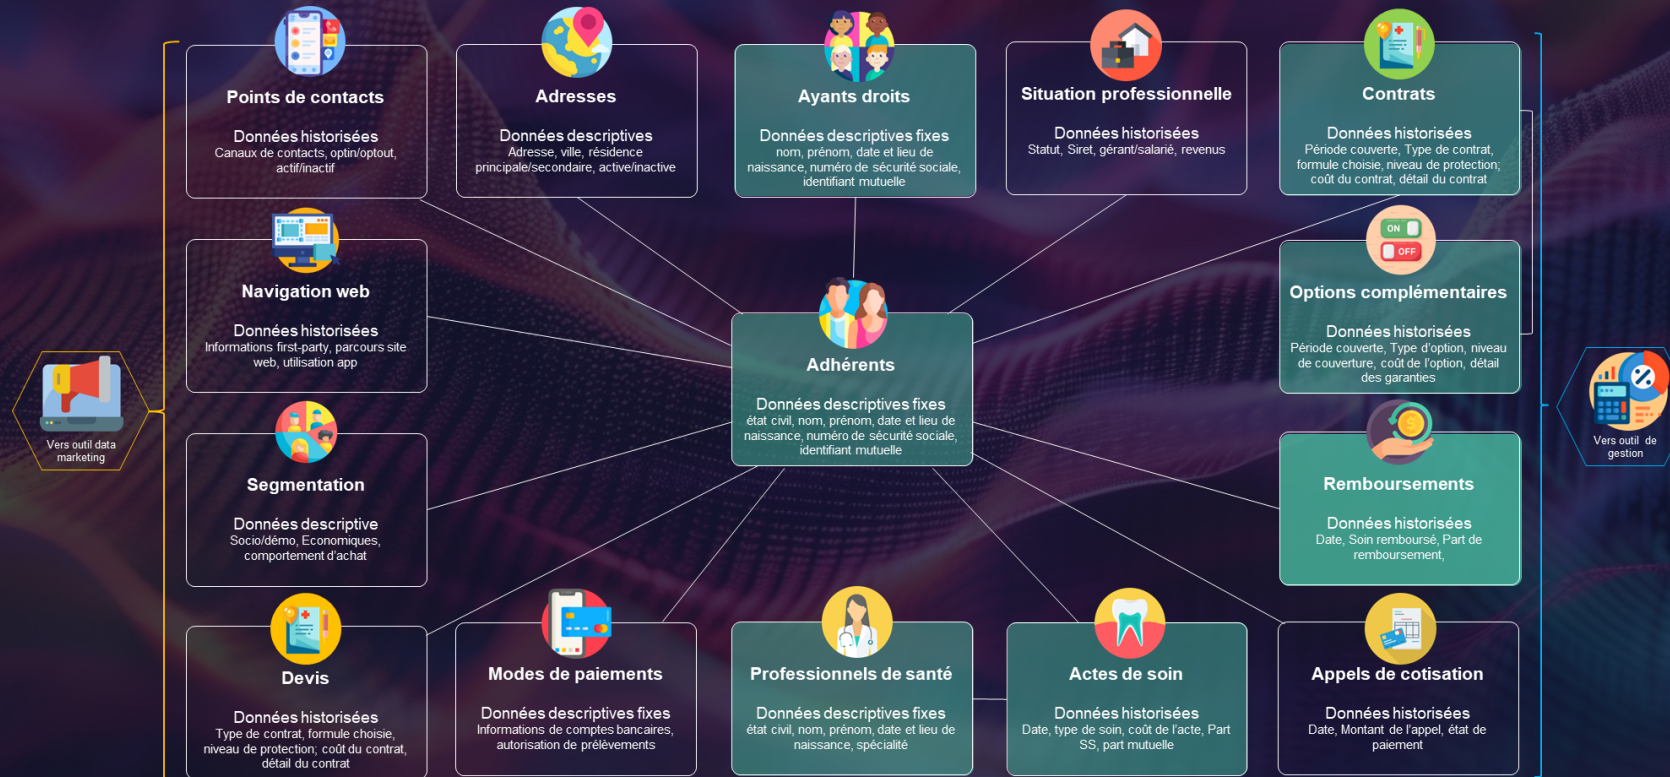 Points de contacts
Données historisées
Canaux de contacts, optin/optout,
actif/inactif
Adresses
Données descriptives
Adresse, ville, résidence
principale/secondaire, active/inactive
Ayants droits
Données descriptives fixes
nom, prénom, date et lieu de
naissance, numéro de sécurité sociale,
identifiant mutuelle
Situation professionnelle
Données historisées
Statut, Siret, gérant/salarié, revenus
Contrats
Données historisées
Période couverte, Type de contrat,
formule choisie, niveau de protection;
coût du contrat, détail du contrat
Navigation web
Données historisées
Informations first-party, parcours site
web, utilisation app
Adhérents
Données descriptives fixes
état civil, nom, prénom, date et lieu de
naissance, numéro de sécurité sociale,
identifiant mutuelle
ON
OFF
Options complémentaires
Données historisées
Période couverte, Type d'option, niveau
de couverture, coût de l'option, détail
des garanties
Vers outil data
marketing
Vers outil de
gestion
Segmentation
Données descriptive
Socio/démo, Economiques,
comportement d'achat
Remboursements
Données historisées
Date, Soin remboursé, Part de
remboursement,
Devis
Données historisées
Type de contrat, formule choisie,
niveau de protection; coût du contrat,
détail du contrat
Modes de paiements
Données descriptives fixes
Informations de comptes bancaires,
autorisation de prélèvements
Professionnels de santé
Données descriptives fixes
état civil, nom, prénom, date et lieu de
naissance, spécialité
Actes de soin
Données historisées
Date, type de soin, coût de l'acte, Part
SS, part mutuelle
Appels de cotisation
Données historisées
Date, Montant de l'appel, état de
paiement